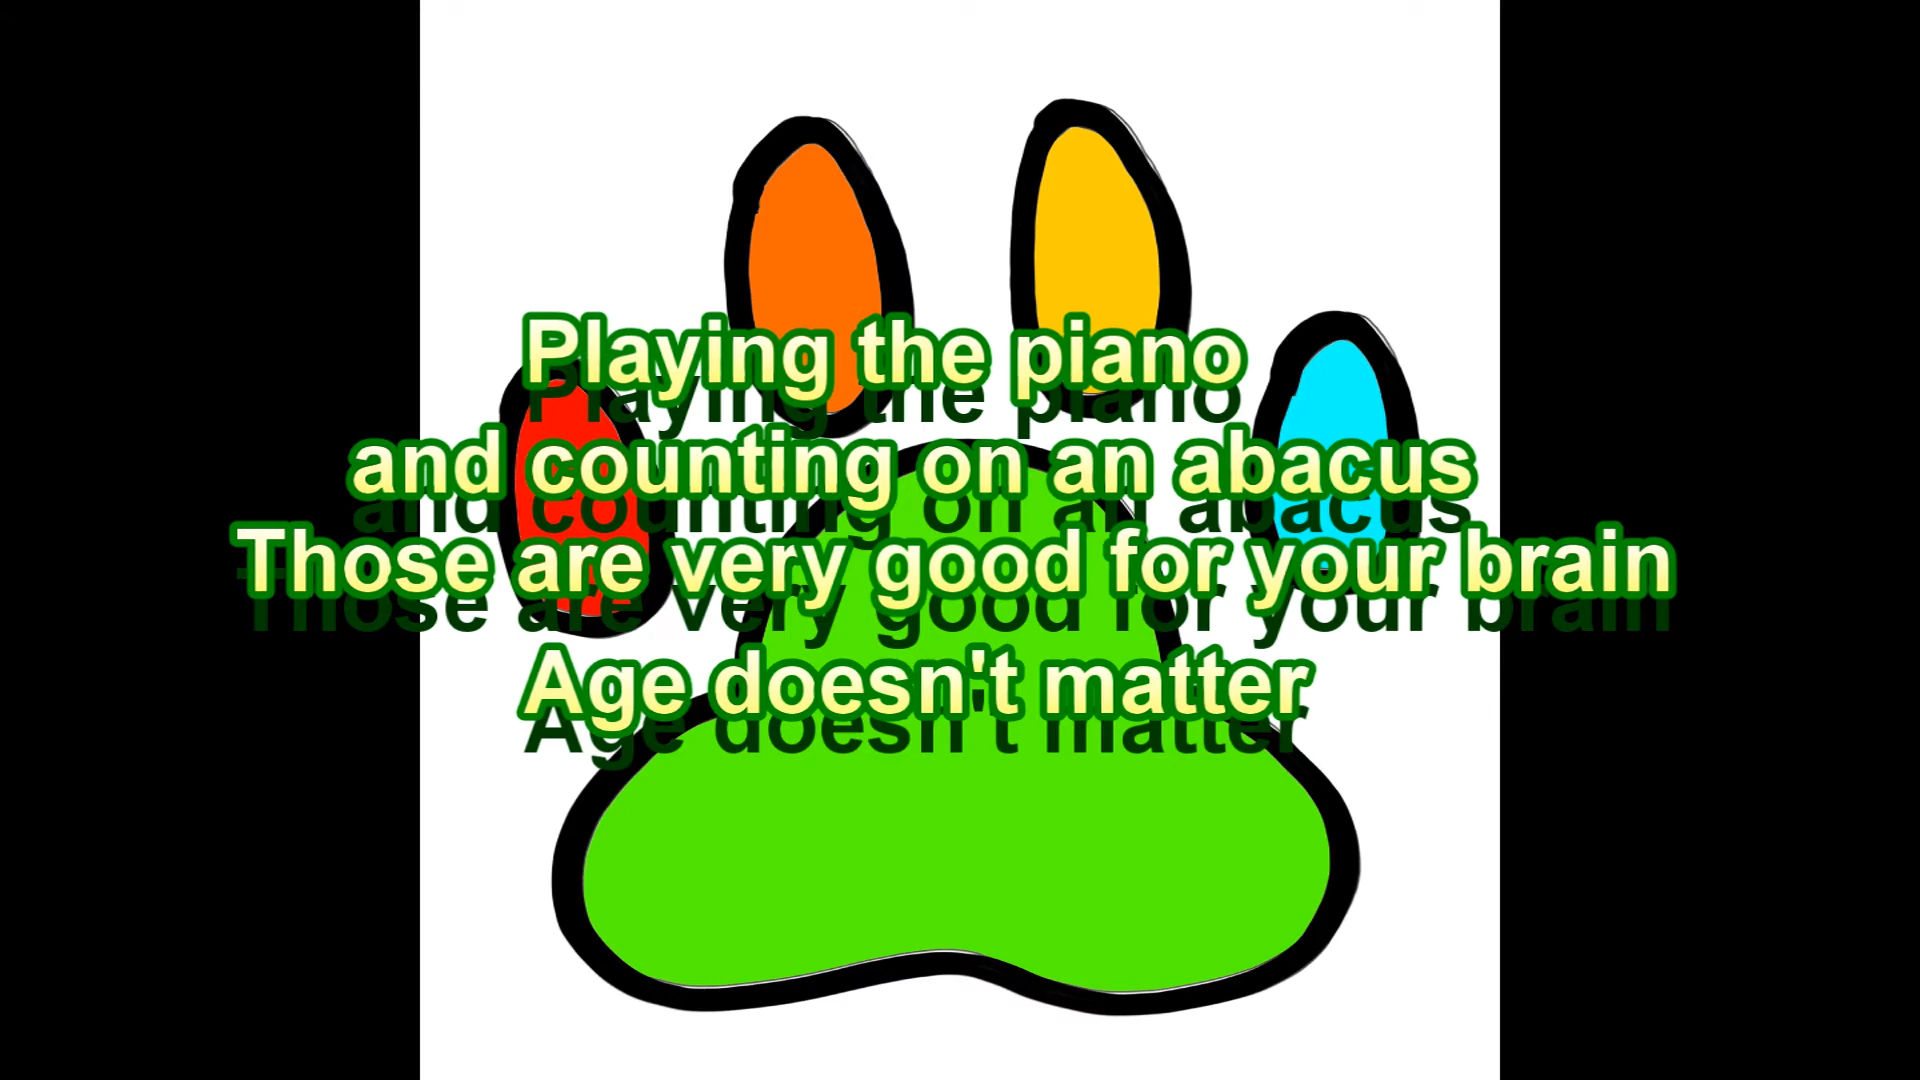 Playing the piano
and counting on an abacus
Those are very good for your brain
Age doesn't matter